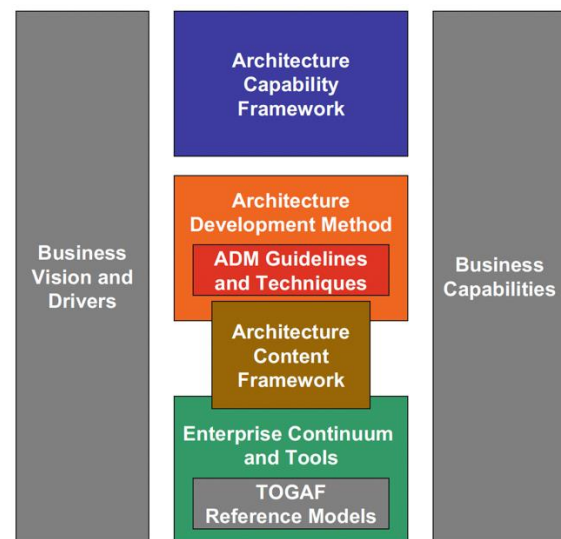 Architecture
Capability
Framework
Architecture
Development Method
ADM Guidelines
and Techniques
Business
Vision and
Drivers
Business
Capabilities
Architecture
Content
Framework
Enterprise Continuum
and Tools
TOGAF
Reference Models